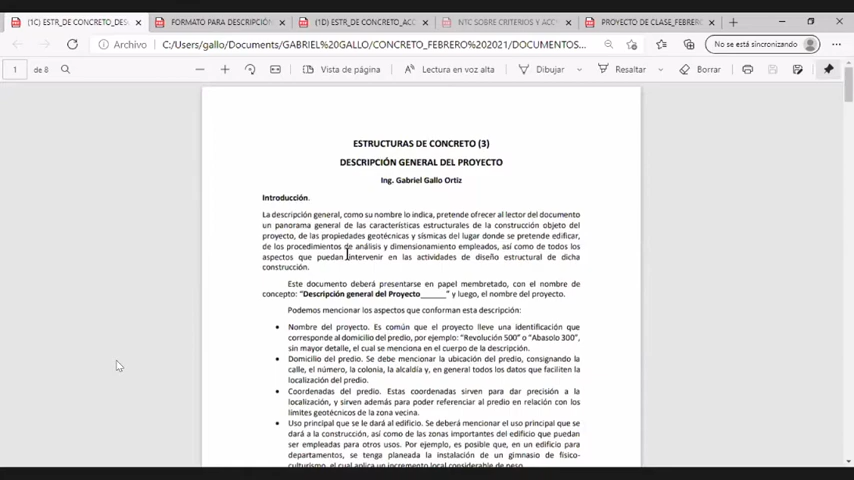 (1C) ESTR_DE CONCRETO_DES
FORMATO PARA DESCRIPCIÓN
(1D) ESTR_DE CONCRETO_ACC
NTC SOBRE CRITERIOS Y ACC
PROYECTO DE CLASE_FEBRERO
Archivo
C:/Users/gallo/Documents/GABRIEL%20GALLO/CONCRETO_FEBRERO%202021/DOCUMENTOS...
No se está sincronizando
1 de 8
Vista de página
Lectura en voz alta
Dibujar
Resaltar
Borrar
ESTRUCTURAS DE CONCRETO (3)
DESCRIPCIÓN GENERAL DEL PROYECTO
Ing. Gabriel Gallo Ortiz
Introducción.
La descripción general, como su nombre lo indica, pretende ofrecer al lector del documento
un panorama general de las características estructurales de la construcción objeto del
proyecto, de las propiedades geotécnicas y sísmicas del lugar donde se pretende edificar,
de los procedimientos de análisis y dimensionamiento empleados, así como de todos los
aspectos que puedan intervenir en las actividades de diseño estructural de dicha
construcción.
Este documento deberá presentarse en papel membretado, con el nombre de
concepto: “Descripción general del Proyecto______” y luego, el nombre del proyecto.
Podemos mencionar los aspectos que conforman esta descripción:
• Nombre del proyecto. Es común que el proyecto lleve una identificación que
corresponde al domicilio del predio, por ejemplo: “Revolución 500” o “Abasolo 300”,
sin mayor detalle, el cual se menciona en el cuerpo de la descripción.
• Domicilio del predio. Se debe mencionar la ubicación del predio, consignando la
calle, el número, la colonia, la alcaldía y, en general todos los datos que faciliten la
localización del predio.
• Coordenadas del predio. Estas coordenadas sirven para dar precisión a la
localización, y sirven además para poder referenciar al predio en relación con los
límites geotécnicos de la zona vecina.
• Uso principal que se le dará al edificio. Se deberá mencionar el uso principal que se
dará a la construcción, así como de las zonas importantes del edificio que puedan
ser empleadas para otros usos. Por ejemplo, es posible que, en un edificio para
departamentos, se tenga planeada la instalación de un gimnasio de físico-
culturismo, el cual aplica un incremento local considerable de peso.